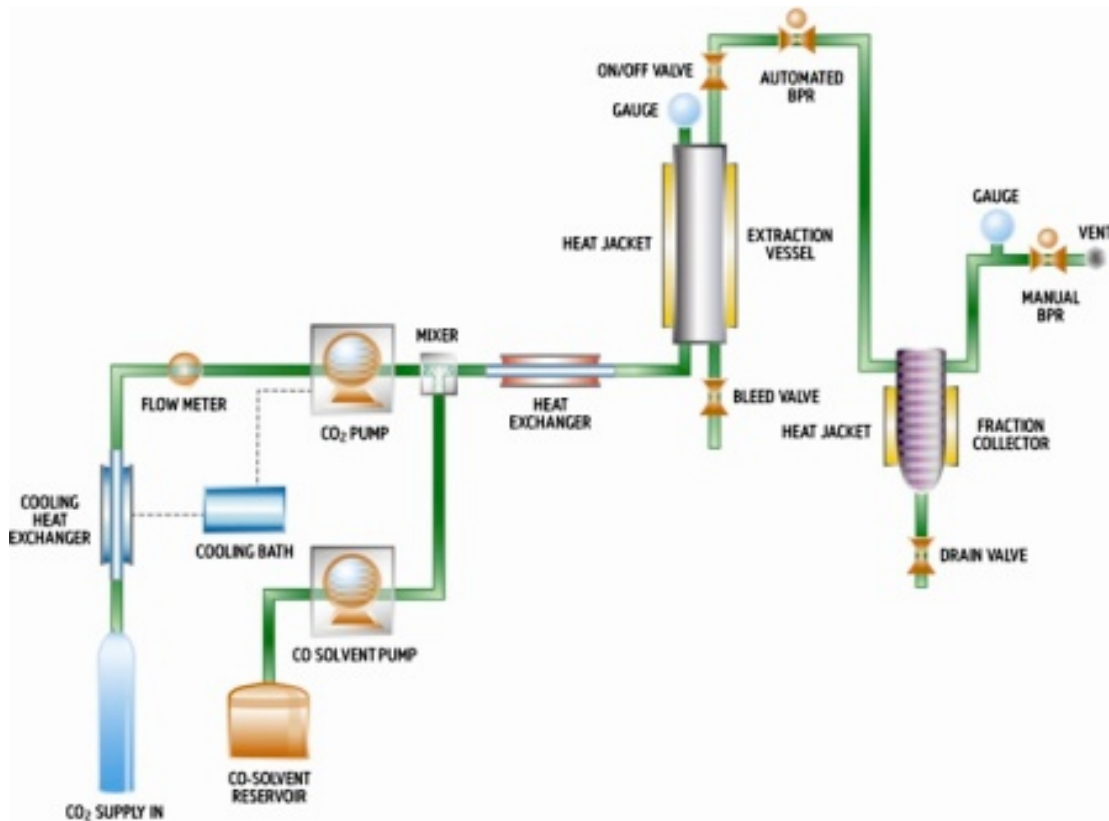 ON/OFF VALVE
AUTOMATED
BPR
GAUGE
GAUGE
VENT
HEAT JACKET
EXTRACTION
VESSEL
MANUAL
BPR
MIXER
FLOW METER
CO₂ PUMP
HEAT
EXCHANGER
BLEED VALVE
HEAT JACKET
FRACTION
COLLECTOR
COOLING
HEAT
EXCHANGER
COOLING BATH
DRAIN VALVE
CO SOLVENT PUMP
CO-SOLVENT
RESERVOIR
CO₂ SUPPLY IN